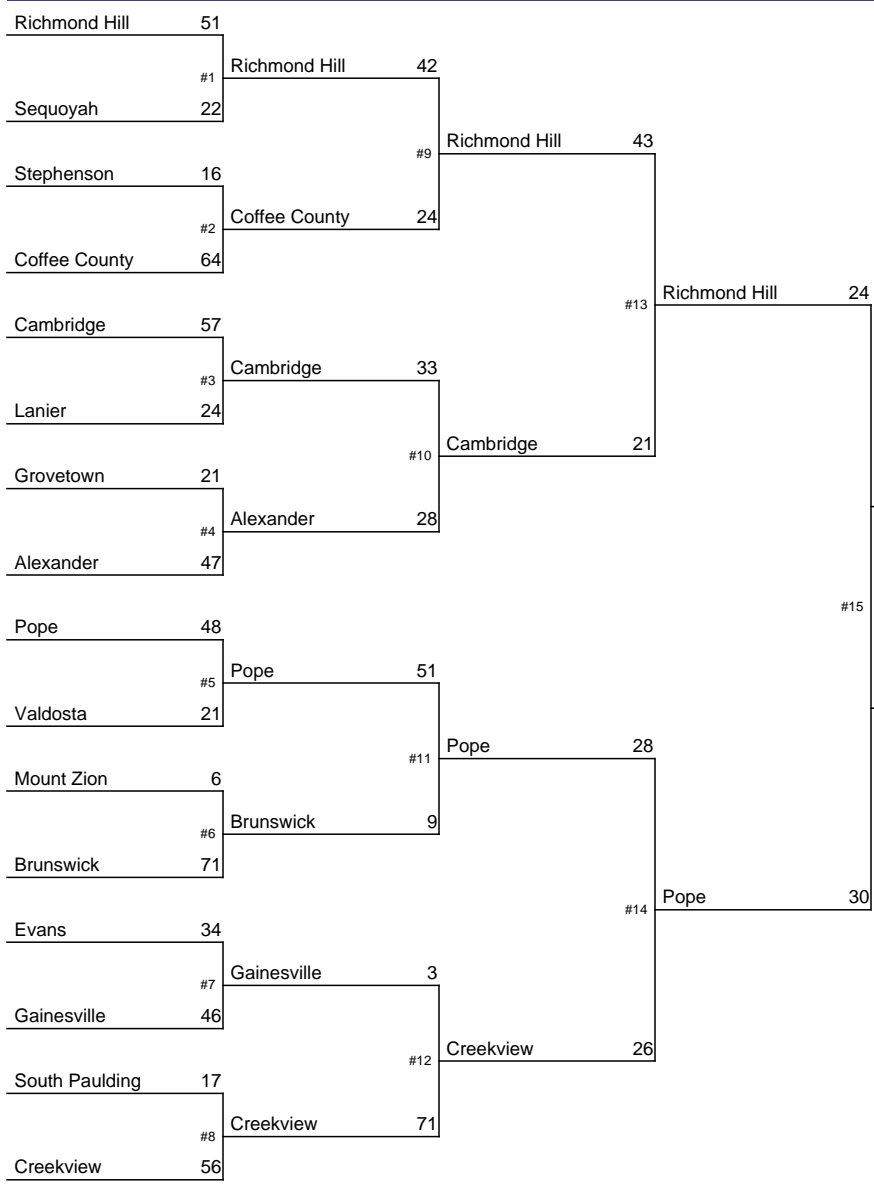 Richmond Hill 51
#1
Sequoyah 22
Stephenson 16
#2
Coffee County 64
Cambridge 57
#3
Lanier 24
Grovetown 21
#4
Alexander 47
Pope 48
#5
Valdosta 21
Mount Zion 6
#6
Brunswick 71
Evans 34
#7
Gainesville 46
South Paulding 17
#8
Creekview 56
Richmond Hill 42
#9
Coffee County 24
Cambridge 33
#10
Alexander 28
Pope 51
#11
Brunswick 9
Gainesville 3
#12
Creekview 71
Richmond Hill 43
#13
Cambridge 21
Pope 28
#14
Creekview 26
Richmond Hill 24
#15
Pope 30